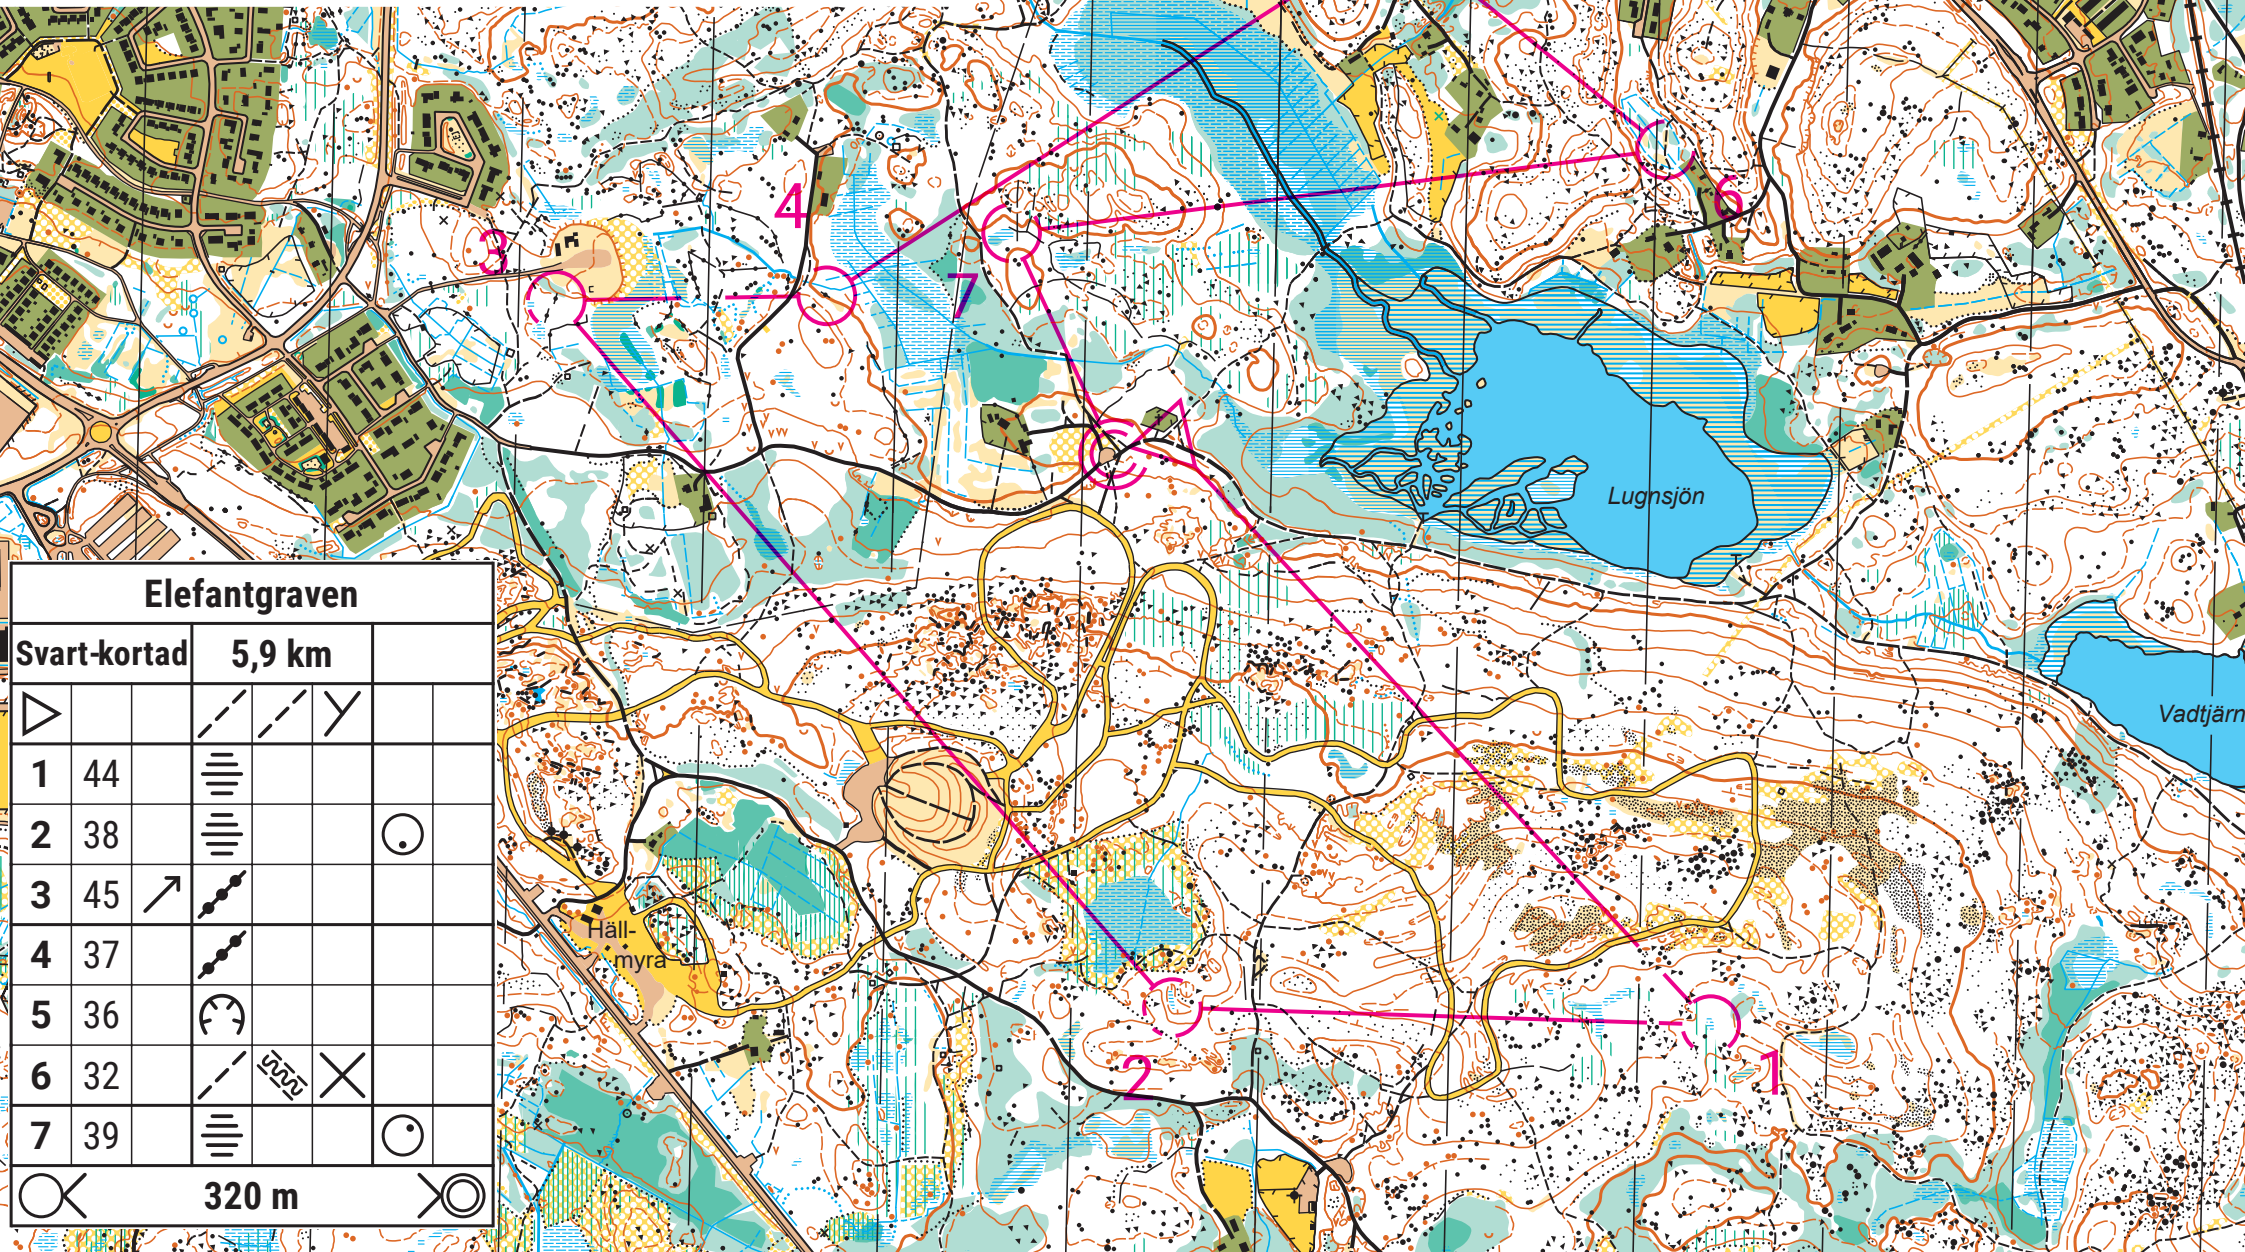 Elefantgraven
Svart-kortad 5,9 km
1 44
2 38
3 45
4 37
5 36
6 32
7 39
320 m
3
4
7
6
2
1
Lugnsjön
Vadtjärn
Häll-
myra